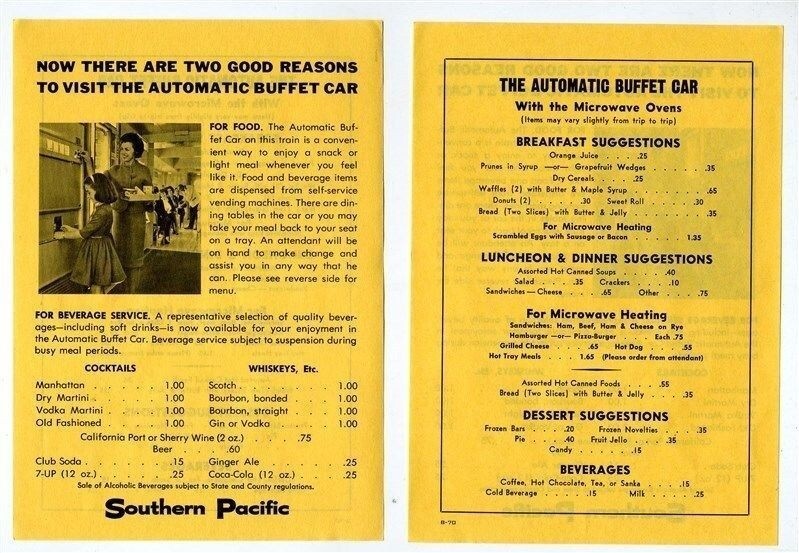 NOW THERE ARE TWO GOOD REASONS
TO VISIT THE AUTOMATIC BUFFET CAR
FOR FOOD. The Automatic Buf-
fet Car on this train is a conven-
ient way to enjoy a snack or
light meal whenever you feel
like it. Food and beverage items
are dispensed from self-service
vending machines. There are din-
ing tables in the car or you may
take your meal back to your seat
on a tray. An attendant will be
on hand to make change and
assist you in any way that he
can. Please see reverse side for
menu.
FOR BEVERAGE SERVICE. A representative selection of quality bever-
ages—including soft drinks—is now available for your enjoyment in
the Automatic Buffet Car. Beverage service subject to suspension during
busy meal periods.
COCKTAILS
Manhattan . . . . . . 1.00
Dry Martini . . . . . 1.00
Vodka Martini . . . . 1.00
Old Fashioned . . . . 1.00
WHISKEYS, Etc.
Scotch . . . . . . . 1.00
Bourbon, bonded . . . . 1.00
Bourbon, straight . . . . 1.00
Gin or Vodka . . . . . 1.00
California Port or Sherry Wine (2 oz.) . . . .75
Beer . . . .60
Club Soda . . . . . . .15
7-UP (12 oz.) . . . . . .25
Ginger Ale . . . . . . .25
Coca-Cola (12 oz.) . . . .25
Sale of Alcoholic Beverages subject to State and County regulations.
Southern Pacific
THE AUTOMATIC BUFFET CAR
With the Microwave Ovens
(Items may vary slightly from trip to trip)
BREAKFAST SUGGESTIONS
Orange Juice . . . .25
Prunes in Syrup —or— Grapefruit Wedges . . . . .35
Dry Cereals . . . .25
Waffles (2) with Butter & Maple Syrup . . . . . .65
Donuts (2) . . . . .30 Sweet Roll . . . . .30
Bread (Two Slices) with Butter & Jelly . . . . . .35
For Microwave Heating
Scrambled Eggs with Sausage or Bacon . . . . 1.35
LUNCHEON & DINNER SUGGESTIONS
Assorted Hot Canned Soups . . . . .40
Salad . . . .35 Crackers . . . .10
Sandwiches — Cheese . . . .65 Other . . . .75
For Microwave Heating
Sandwiches: Ham, Beef, Ham & Cheese on Rye
Hamburger —or— Pizza-Burger . . . Each .75
Grilled Cheese . . . .65 Hot Dog . . . .55
Hot Tray Meals . . . 1.65 (Please order from attendant)
Assorted Hot Canned Foods . . . . .55
Bread (Two Slices) with Butter & Jelly . . . . .35
DESSERT SUGGESTIONS
Frozen Bars . . . .20 Frozen Novelties . . . .35
Pie . . . .40 Fruit Jello . . . .35
Candy . . . . .15
BEVERAGES
Coffee, Hot Chocolate, Tea, or Sanka . . . . .15
Cold Beverage . . . .15 Milk . . . .25
8-70